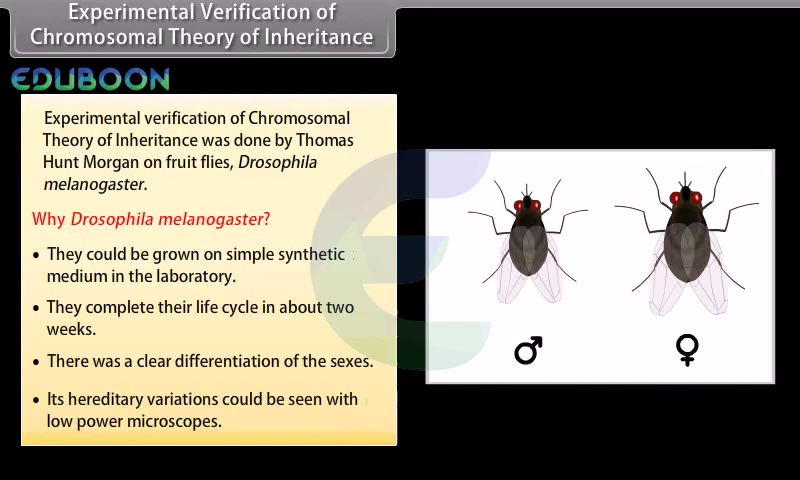 Experimental Verification of
Chromosomal Theory of Inheritance
EDUBOON
Experimental verification of Chromosomal
Theory of Inheritance was done by Thomas
Hunt Morgan on fruit flies, Drosophila
melanogaster.
Why Drosophila melanogaster?
• They could be grown on simple synthetic
medium in the laboratory.
• They complete their life cycle in about two
weeks.
• There was a clear differentiation of the sexes.
• Its hereditary variations could be seen with
low power microscopes.
♂ ♀